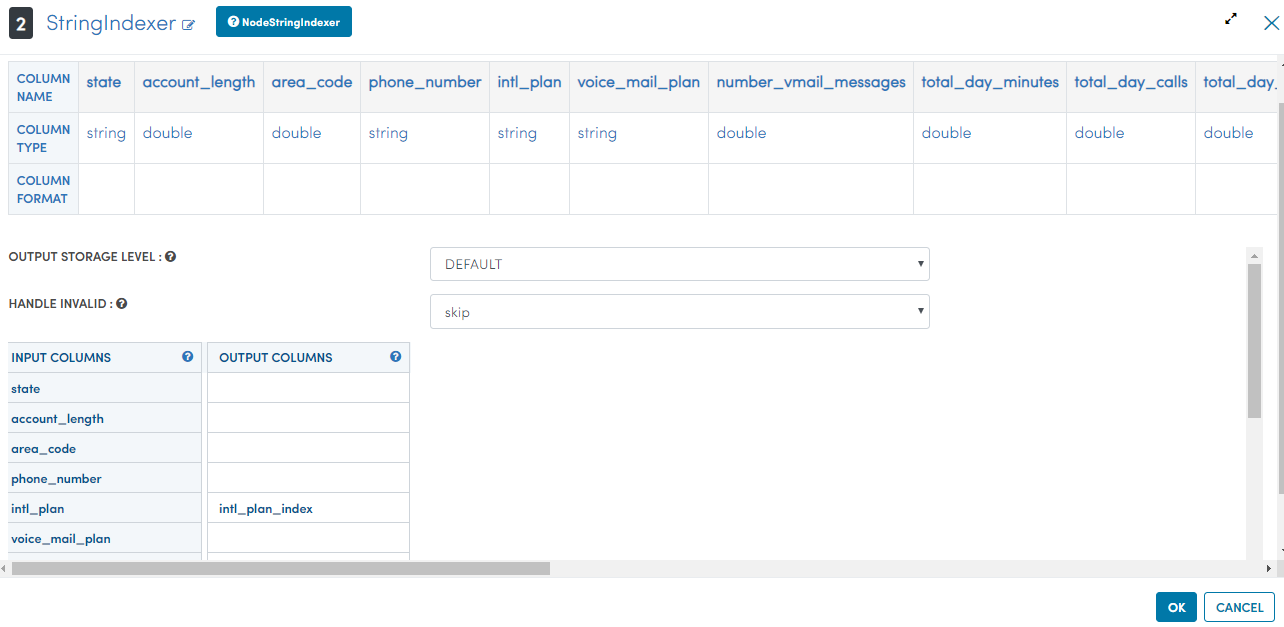 2 StringIndexer NodeStringIndexer
COLUMN NAME state account_length area_code phone_number intl_plan voice_mail_plan number_vmail_messages total_day_minutes total_day_calls total_day_
COLUMN TYPE string double double string string string double double double double
COLUMN FORMAT
OUTPUT STORAGE LEVEL : DEFAULT
HANDLE INVALID : skip
INPUT COLUMNS OUTPUT COLUMNS
state
account_length
area_code
phone_number
intl_plan intl_plan_index
voice_mail_plan
OK CANCEL